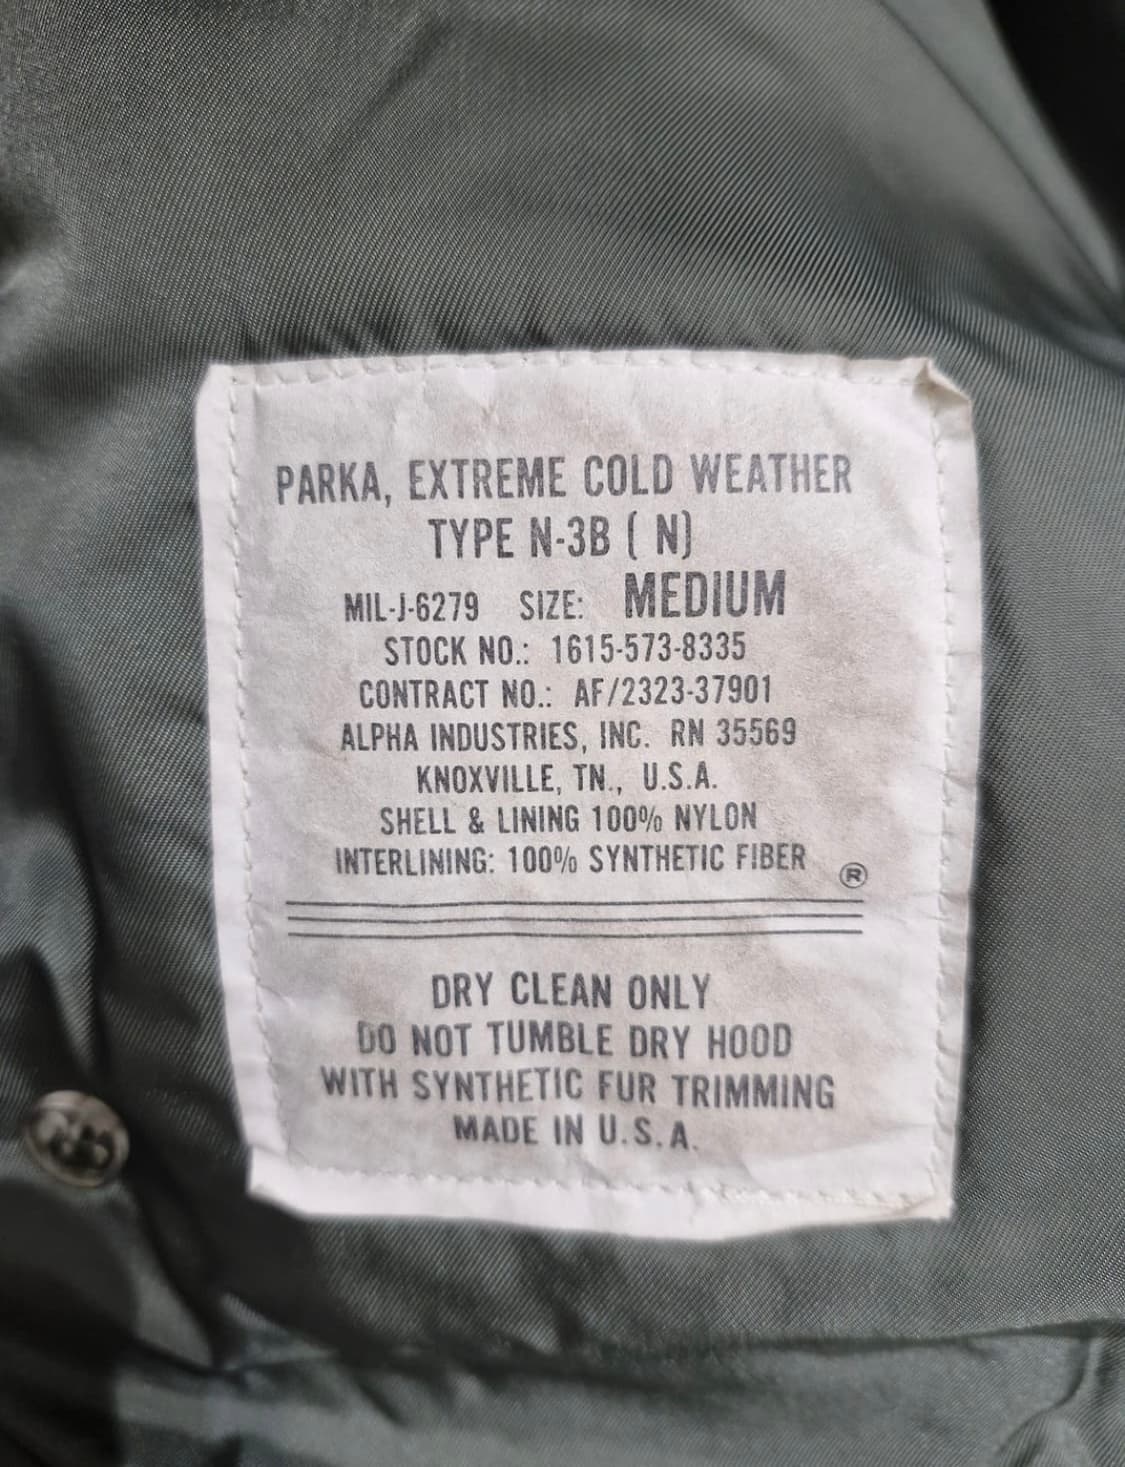 PARKA, EXTREME COLD WEATHER
TYPE N-3B ( N)
MIL-J-6279 SIZE: MEDIUM
STOCK NO.: 1615-573-8335
CONTRACT NO.: AF/2323-37901
ALPHA INDUSTRIES, INC. RN 35569
KNOXVILLE, TN., U.S.A.
SHELL & LINING 100% NYLON
INTERLINING: 100% SYNTHETIC FIBER ®
DRY CLEAN ONLY
DO NOT TUMBLE DRY HOOD
WITH SYNTHETIC FUR TRIMMING
MADE IN U.S.A.